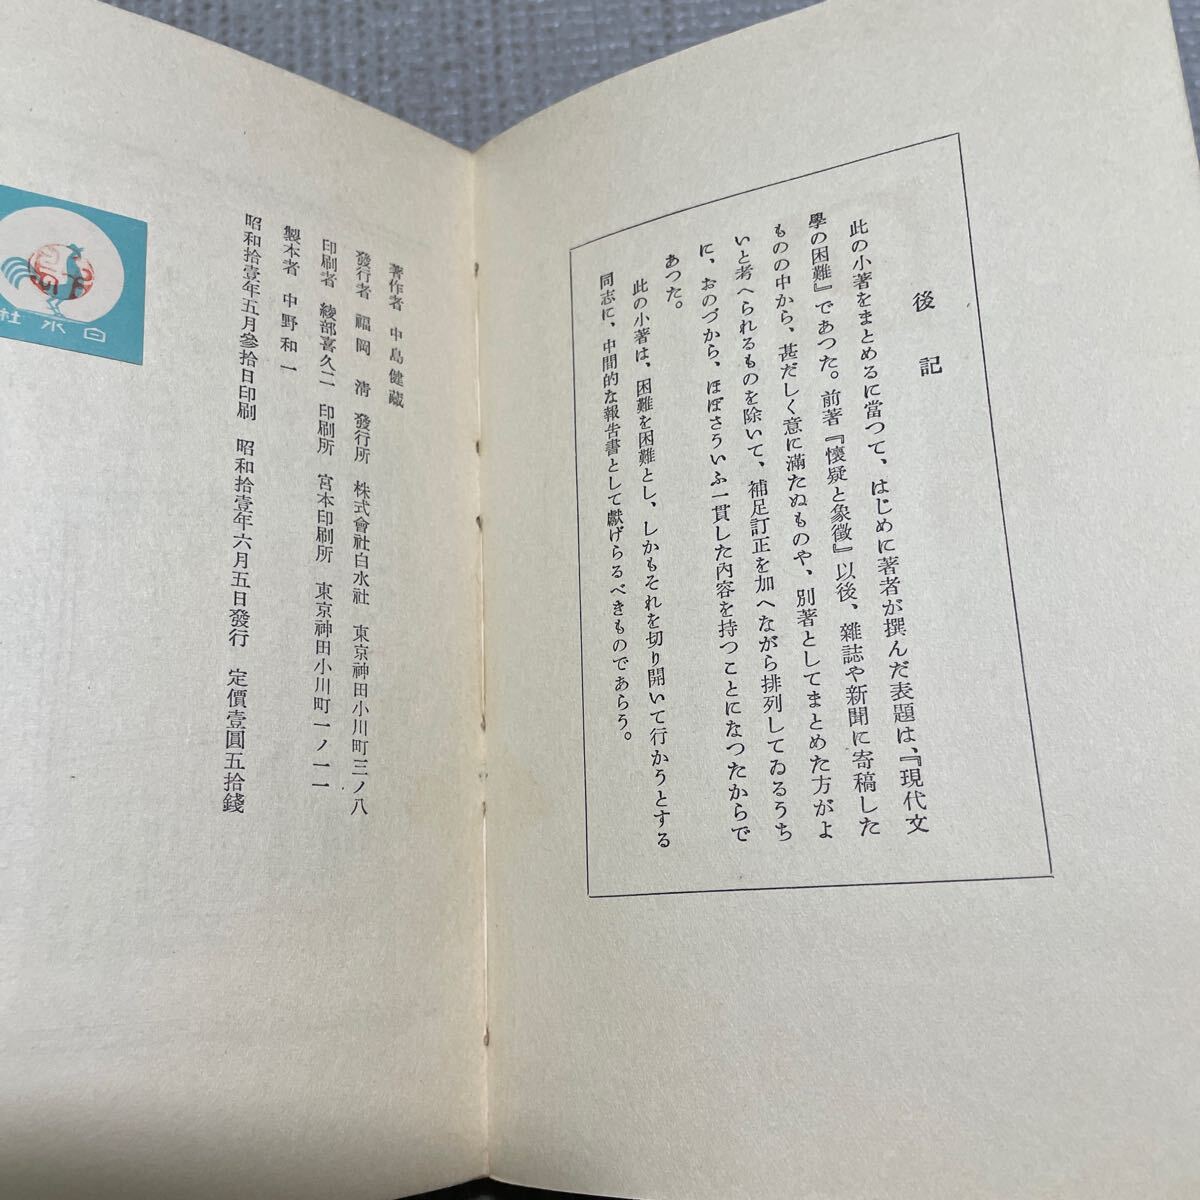 後記
此の小著をまとめるに當つて、はじめに著者が撰んだ表題は、『現代文
學の困難』であつた。前著『懷疑と象徴』以後、雜誌や新聞に寄稿した
ものの中から、甚だしく意に滿たぬものや、別著としてまとめた方がよ
いと考へられるものを除いて、補足訂正を加へながら排列してゐるうち
に、おのづから、ほぼさういふ一貫した内容を持つことになつたからで
あつた。
此の小著は、困難を困難とし、しかもそれを切り開いて行かうとする
同志に、中間的な報告書として獻げらるべきものであらう。
著作者 中島健藏
發行者 福岡淸 發行所 株式會社白水社 東京神田小川町三ノ八
印刷者 綾部喜久二 印刷所 宮本印刷所 東京神田小川町一ノ一一
製本者 中野和一
昭和拾壹年五月參拾日印刷 昭和拾壹年六月五日發行 定價壹圓五拾錢
白水社